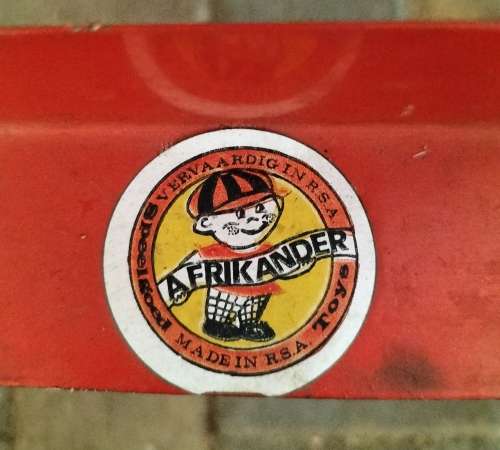 VERVAARDIG IN R.S.A.
Speelgoed
AFRIKANDER
Toys
MADE IN R.S.A.